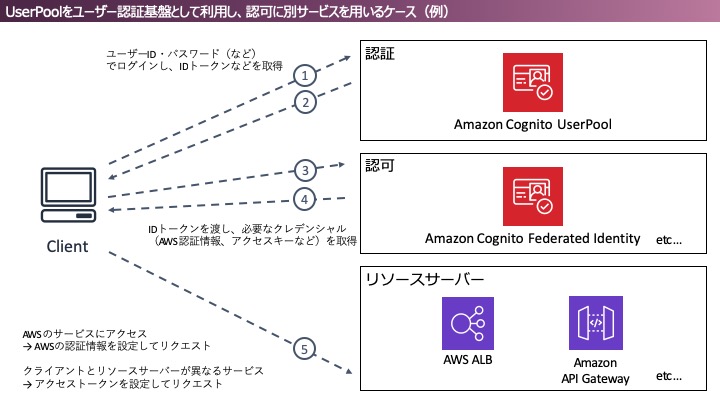 UserPoolをユーザー認証基盤として利用し、認可に別サービスを用いるケース（例）
ユーザーID・パスワード（など）
でログインし、IDトークンなどを取得
1
2
認証
Amazon Cognito UserPool
3
4
認可
Amazon Cognito Federated Identity
etc...
Client
IDトークンを渡し、必要なクレデンシャル
（AWS認証情報、アクセスキーなど）を取得
リソースサーバー
AWS ALB
Amazon
API Gateway
etc...
5
AWSのサービスにアクセス
→ AWSの認証情報を設定してリクエスト
クライアントとリソースサーバーが異なるサービス
→ アクセストークンを設定してリクエスト